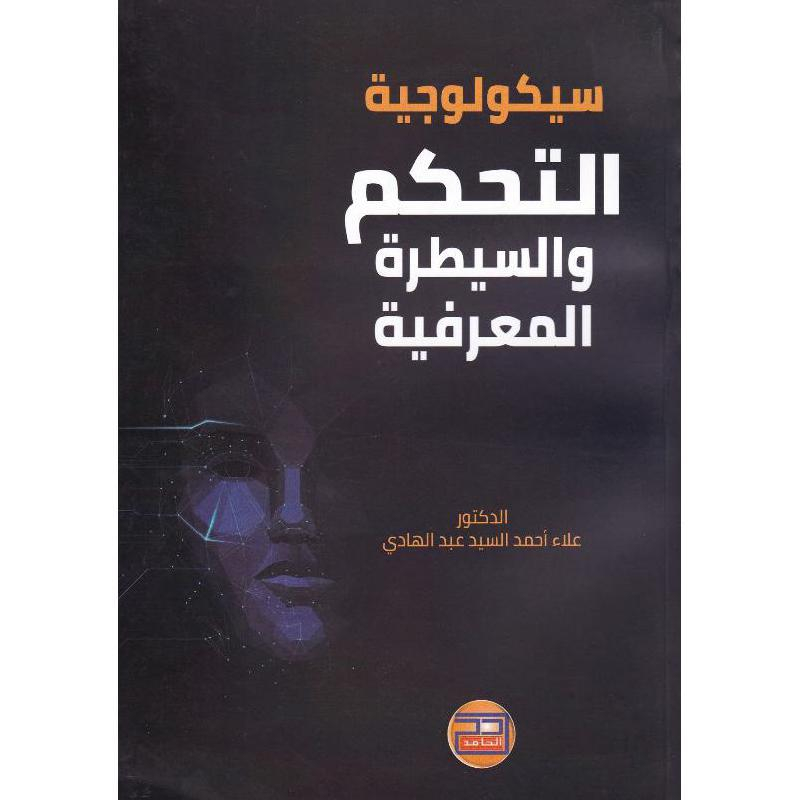 سيكولوجية
التحكم
والسيطرة
المعرفية
الدكتور
علاء أحمد السيد عبد الهادي
الحامد